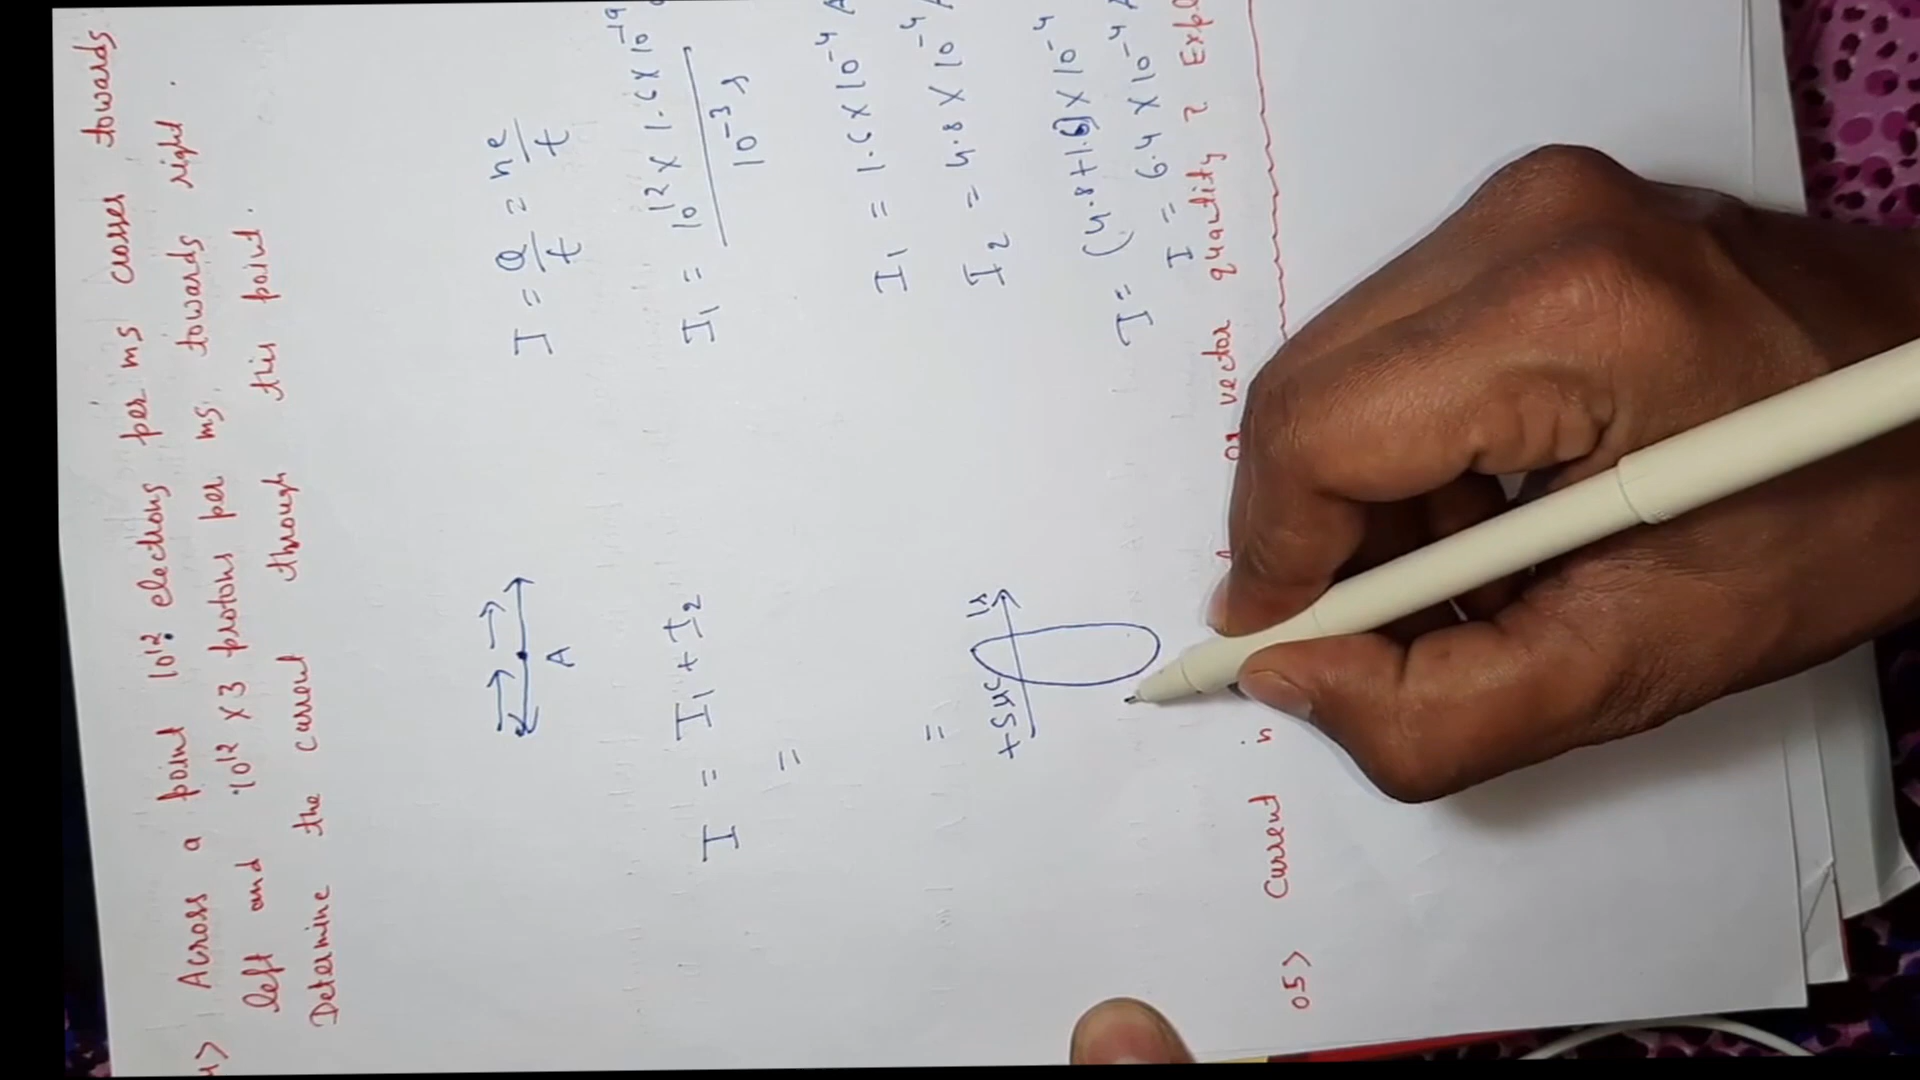 4> Across a point 10¹² electrons per ms crosses towards
left and 10¹² x 3 protons per ms, towards right.
Determine the current through this point.
A
I = Q/t = ne/t
I = I₁ + I₂
I₁ = 10¹² x 1.6 x 10⁻¹⁹ / 10⁻³ s
=
I₁ = 1.6 x 10⁻⁴ A
=
I₂ = 4.8 x 10⁻⁴ A
I = (4.8+1.6) x 10⁻⁴
I = 6.4 x 10⁻⁴ A
05> Current is or vector quantity ? Expl